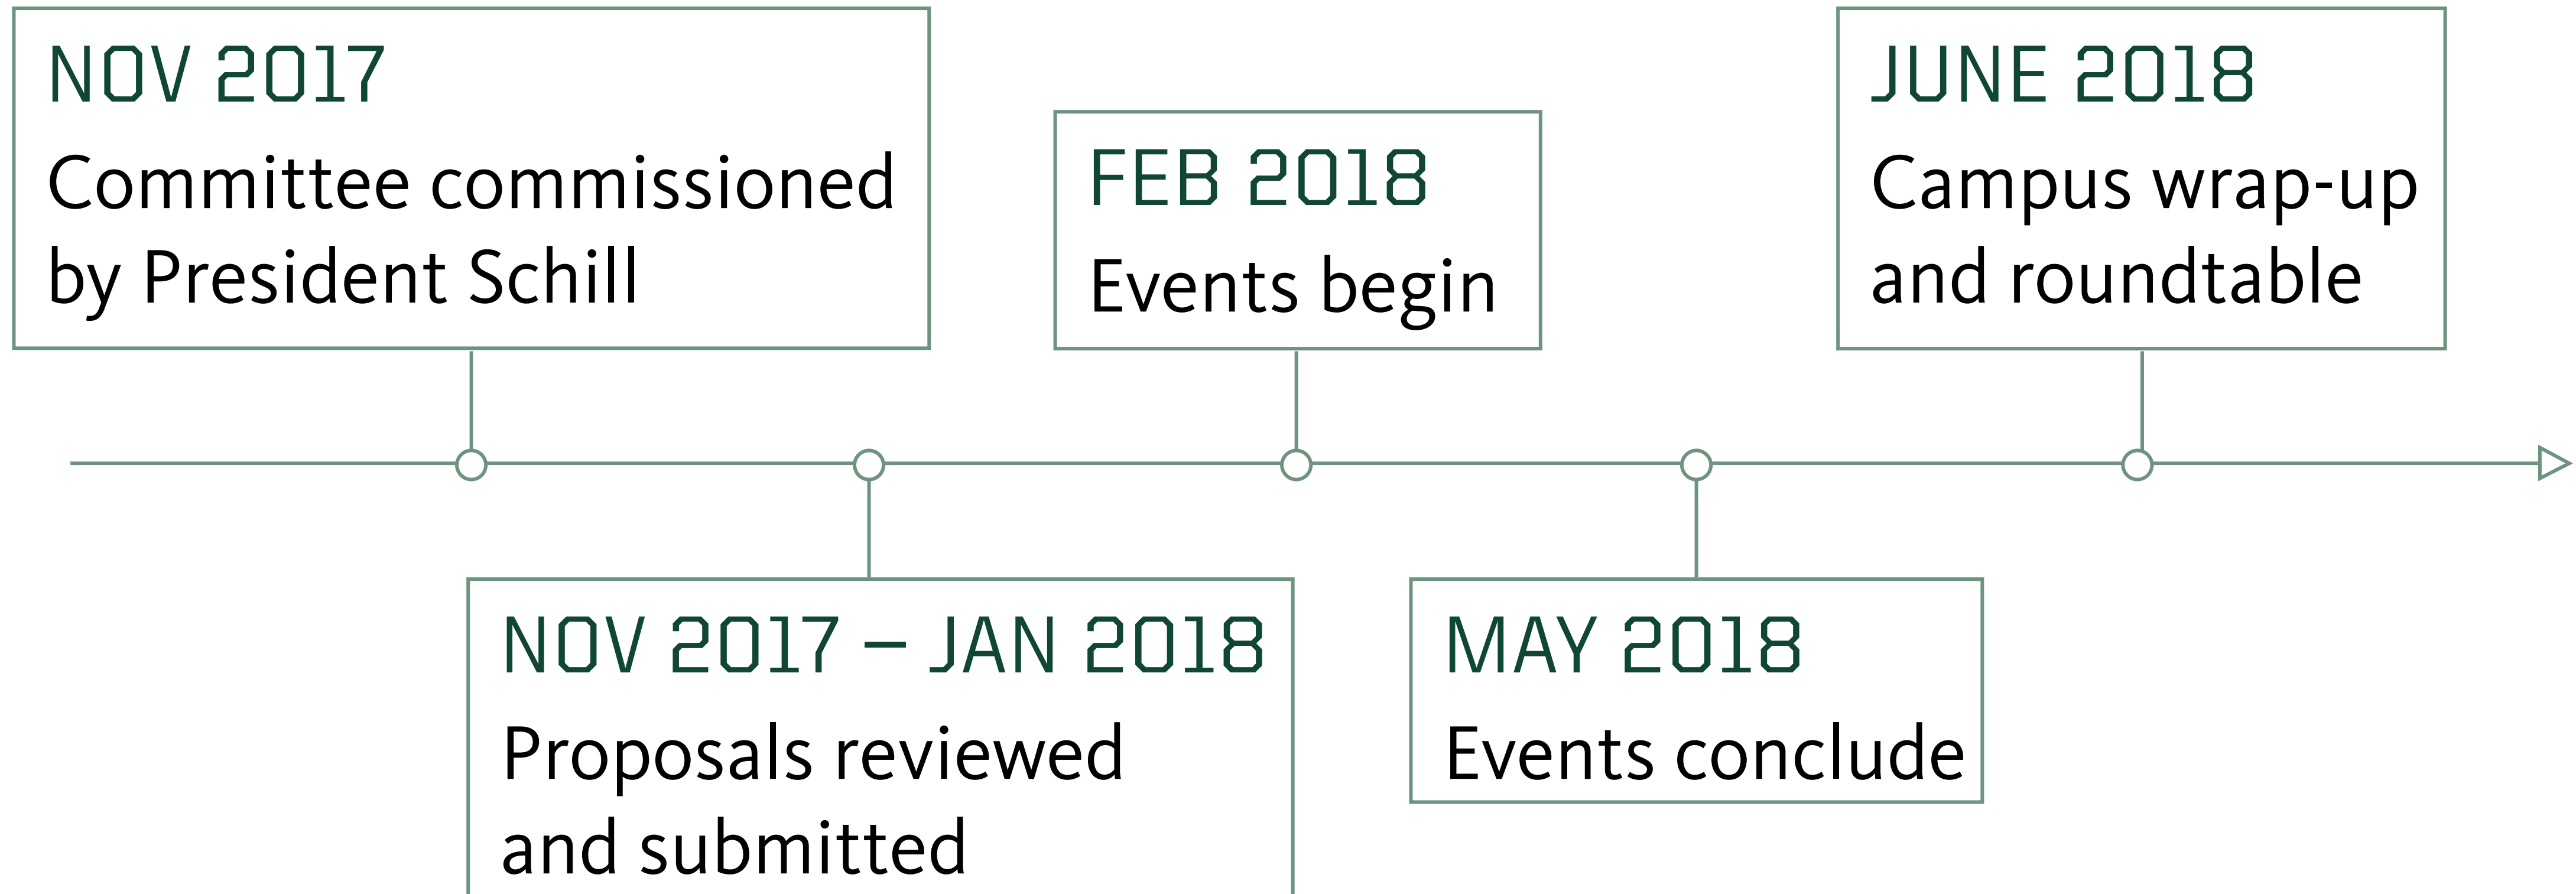 NOV 2017
Committee commissioned
by President Schill
NOV 2017 – JAN 2018
Proposals reviewed
and submitted
FEB 2018
Events begin
MAY 2018
Events conclude
JUNE 2018
Campus wrap-up
and roundtable